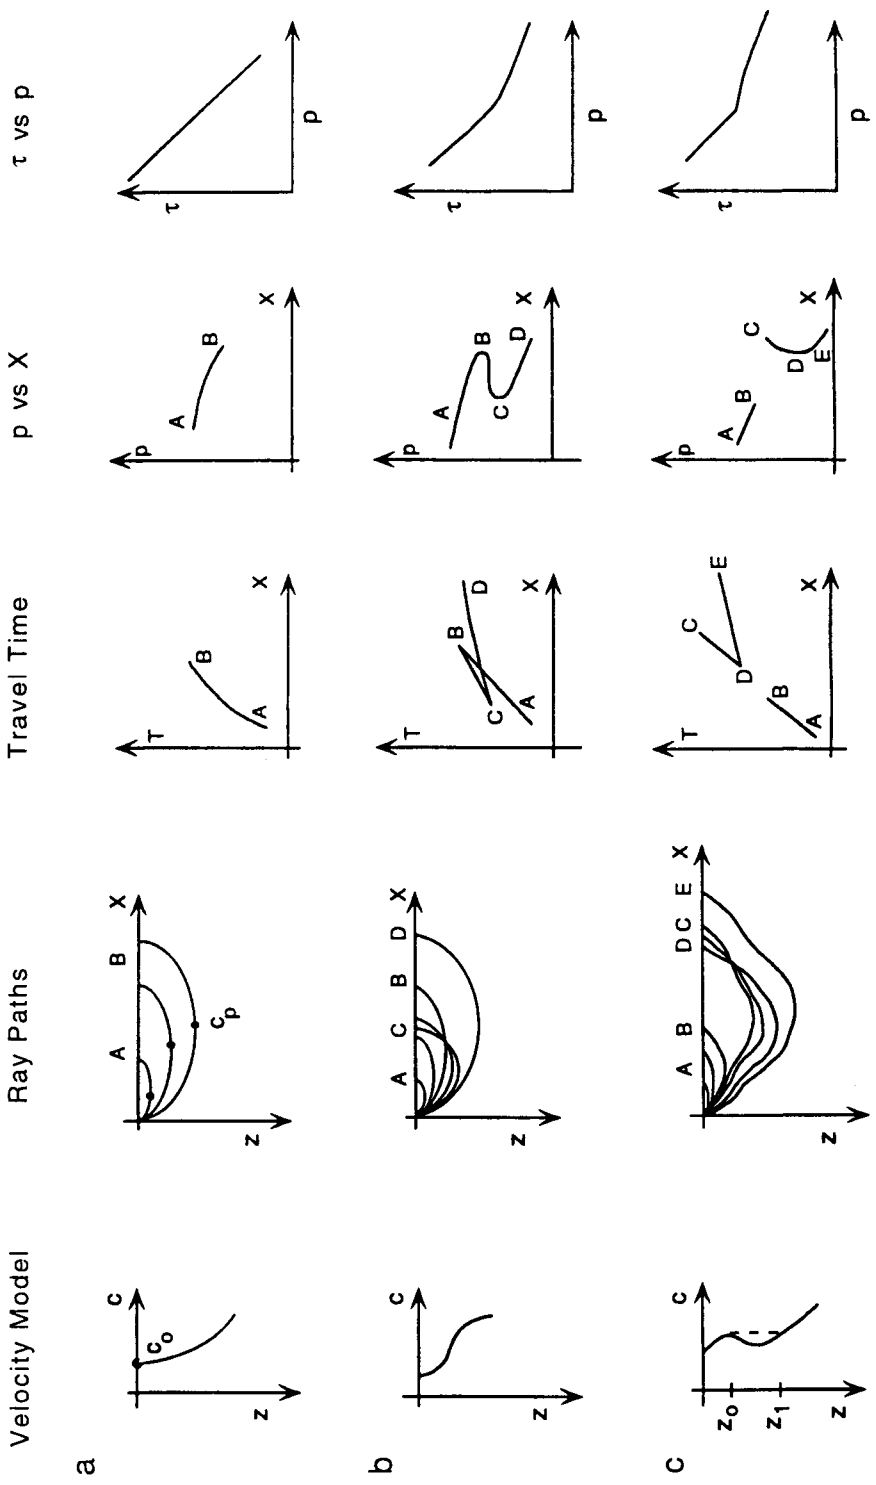 Velocity Model Ray Paths Travel Time p vs X τ vs p
a
c
c₀
z
A B X
cₚ
z
T
B
A
X
p
A
B
X
τ
p
b
c
z
A C B D X
z
T
B
D
C
A
X
p
A
B
C
D
X
τ
p
c
c
z₀
z₁
z
A B D C E X
z
T
C
E
D
B
A
X
p
A
B
C
D
E
X
τ
p